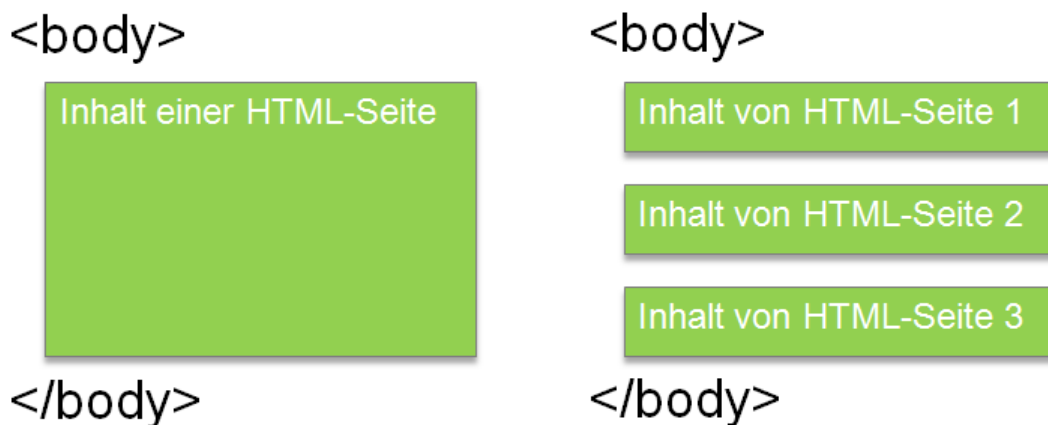 <body>
Inhalt einer HTML-Seite
</body>
<body>
Inhalt von HTML-Seite 1
Inhalt von HTML-Seite 2
Inhalt von HTML-Seite 3
</body>